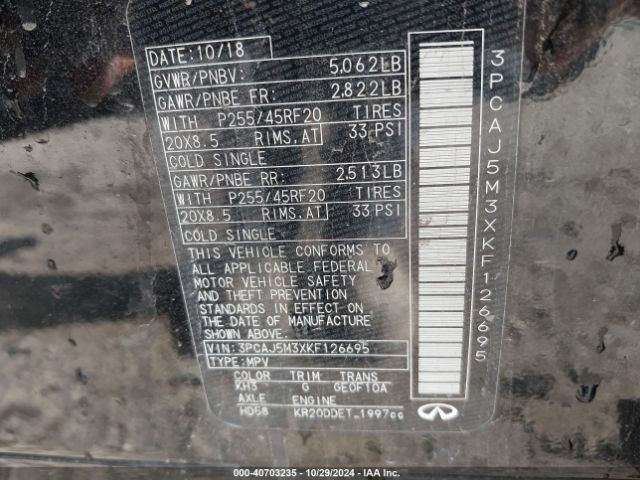 DATE: 10/18
GVWR/PNBV: 5,062LB
GAWR/PNBE FR: 2,822LB
WITH P255/45RF20 TIRES
20X8.5 RIMS,AT 33 PSI
COLD SINGLE
GAWR/PNBE RR: 2,513LB
WITH P255/45RF20 TIRES
20X8.5 RIMS,AT 33 PSI
COLD SINGLE
THIS VEHICLE CONFORMS TO
ALL APPLICABLE FEDERAL
MOTOR VEHICLE SAFETY
AND THEFT PREVENTION
STANDARDS IN EFFECT ON
THE DATE OF MANUFACTURE
SHOWN ABOVE.
VIN: 3PCAJ5M3XKF126695
TYPE: MPV
COLOR TRIM TRANS
KH3 G GE0F10A
AXLE ENGINE
HD58 KR20DDET 1997cc
3PCAJ5M3XKF126695
000-40703235 - 10/29/2024 - IAA Inc.